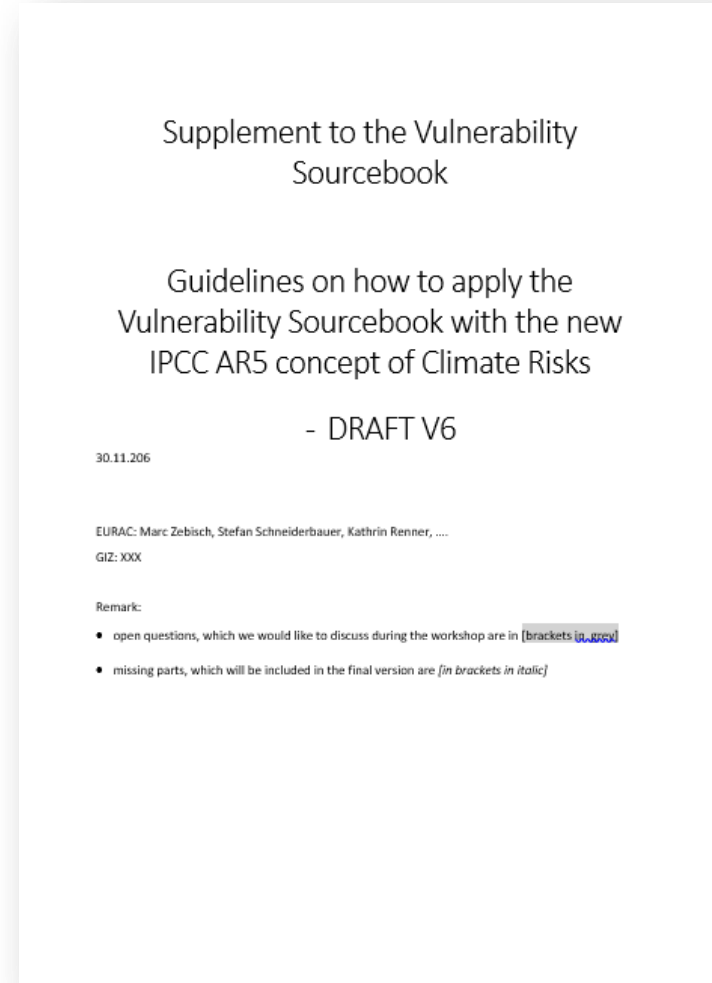 Supplement to the Vulnerability
Sourcebook
Guidelines on how to apply the
Vulnerability Sourcebook with the new
IPCC AR5 concept of Climate Risks
- DRAFT V6
30.11.206
EURAC: Marc Zebisch, Stefan Schneiderbauer, Kathrin Renner, ....
GIZ: XXX
Remark:
• open questions, which we would like to discuss during the workshop are in [brackets in grey]
• missing parts, which will be included in the final version are [in brackets in italic]